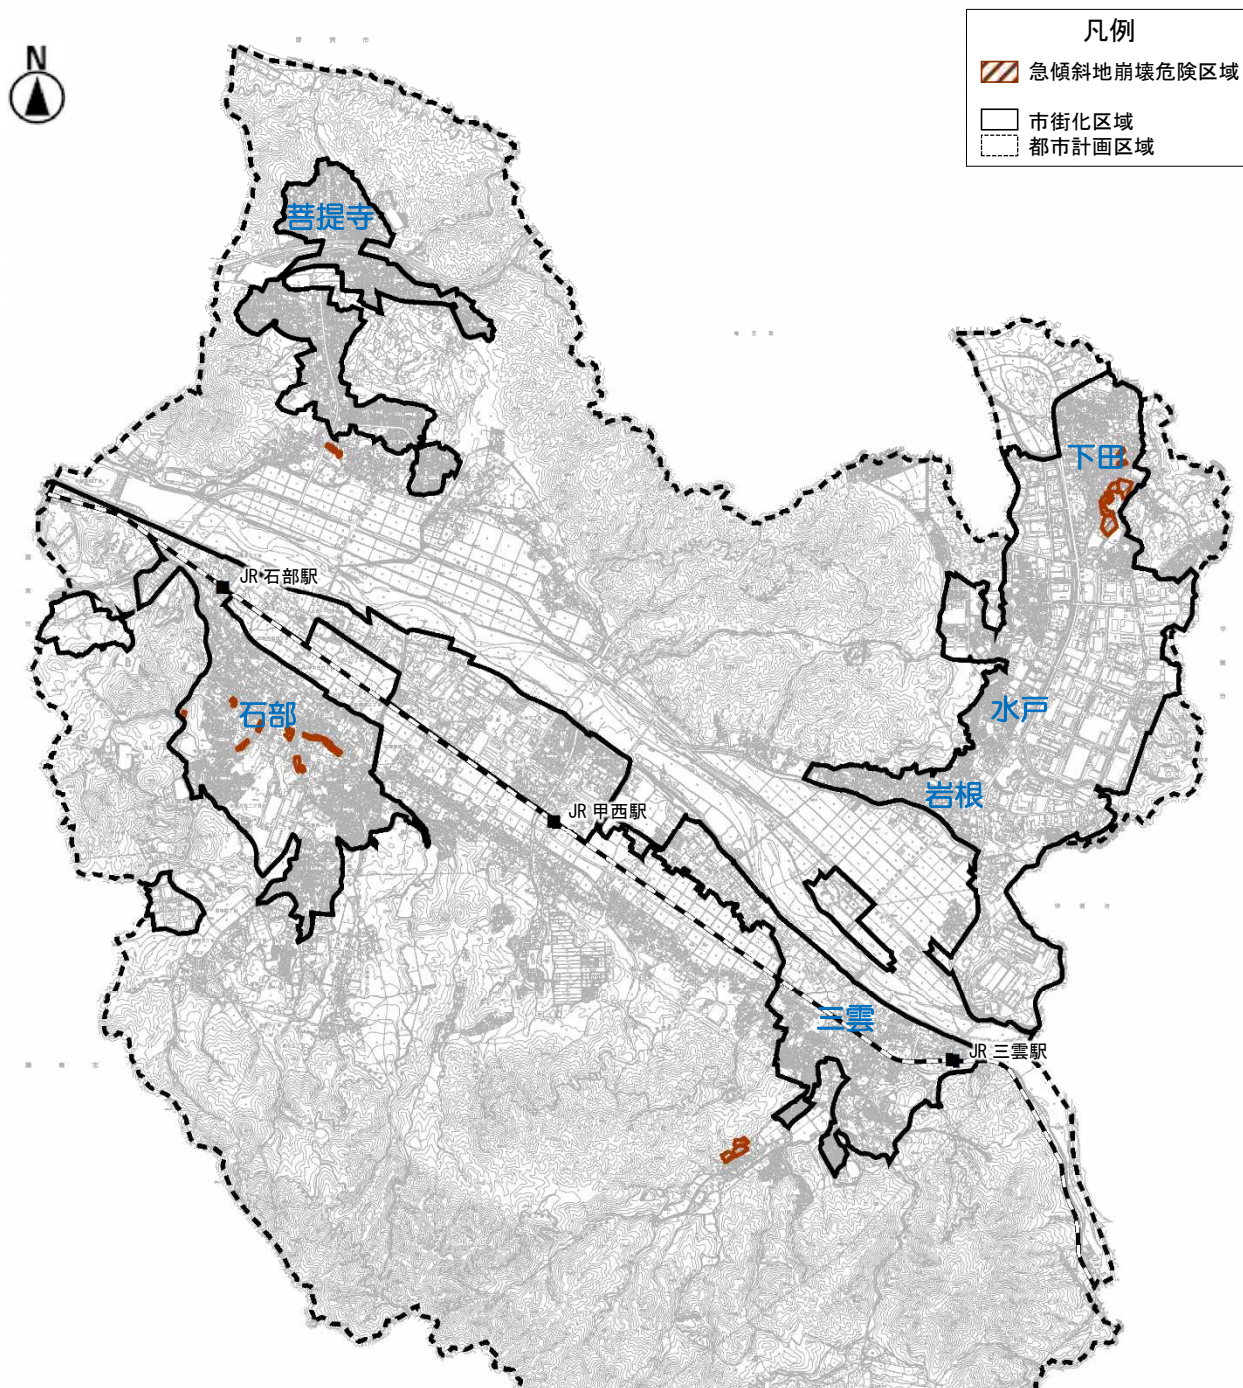 凡例
N
急傾斜地崩壊危険区域
市街化区域
都市計画区域
菩提寺
下田
JR 石部駅
石部
水戸
岩根
JR 甲西駅
三雲
JR 三雲駅